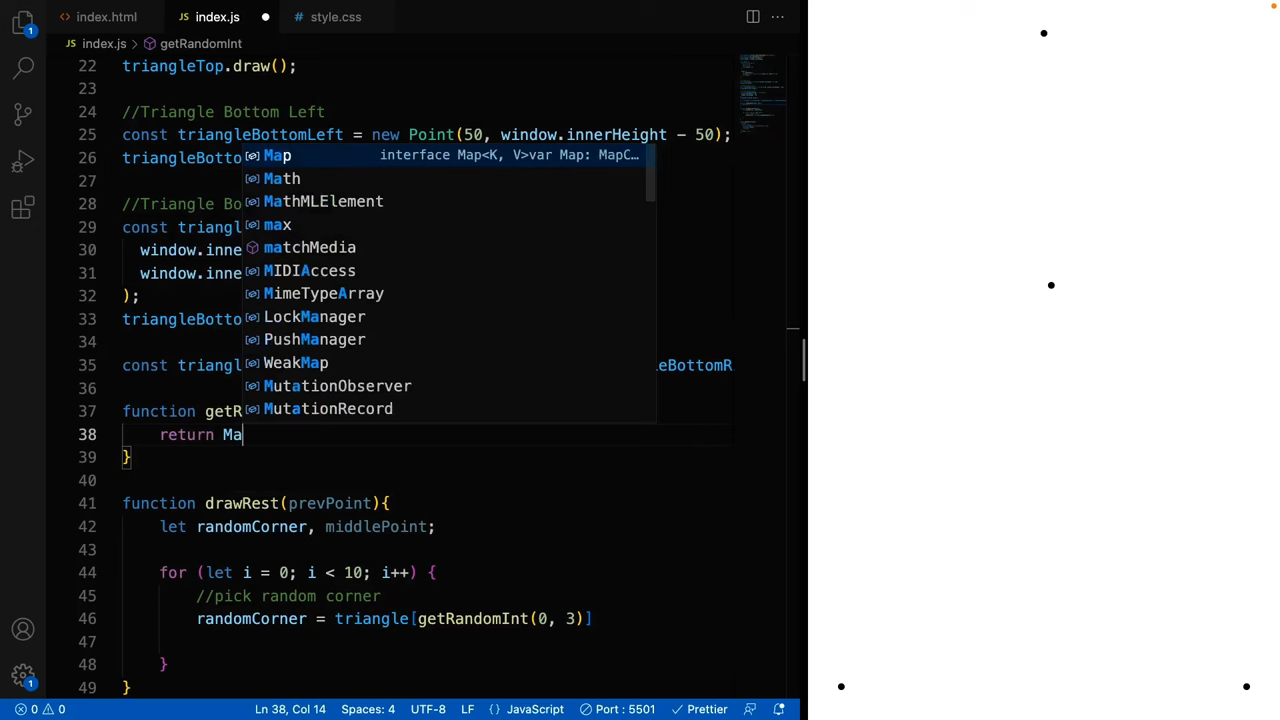 index.html
JS index.js
# style.css
JS index.js > getRandomInt
22 triangleTop.draw();
23
24 //Triangle Bottom Left
25 const triangleBottomLeft = new Point(50, window.innerHeight - 50);
26 triangleBotto
Map interface Map<K, V>var Map: MapC…
27
Math
28 //Triangle Bo
MathMLElement
29 const triangl
max
30 window.inne
matchMedia
31 window.inne
MIDIAccess
32 );
MimeTypeArray
33 triangleBotto
LockManager
34
PushManager
35 const triangl
WeakMap
leBottomR
36
MutationObserver
37 function getR
MutationRecord
38 return Ma
39 }
40
41 function drawRest(prevPoint){
42 let randomCorner, middlePoint;
43
44 for (let i = 0; i < 10; i++) {
45 //pick random corner
46 randomCorner = triangle[getRandomInt(0, 3)]
47
48 }
49 }
1
1
0 0
Ln 38, Col 14
Spaces: 4
UTF-8
LF
{} JavaScript
Port : 5501
Prettier